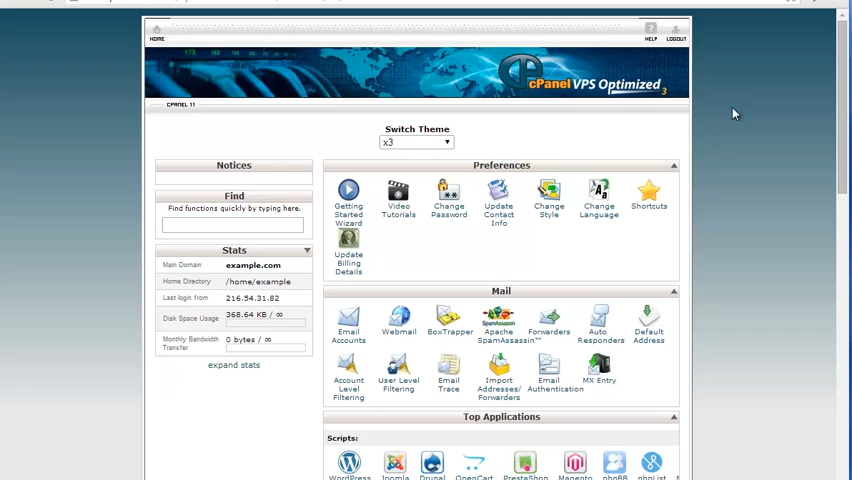 HOME
HELP
LOGOUT
cPanel VPS Optimized 3
CPANEL 11
Switch Theme
x3
Notices
Find
Find functions quickly by typing here.
Stats
Main Domain example.com
Home Directory /home/example
Last login from 216.54.31.82
Disk Space Usage 368.64 KB / ∞
Monthly Bandwidth Transfer 0 bytes / ∞
expand stats
Preferences
Getting Started Wizard
Video Tutorials
Change Password
Update Contact Info
Change Style
Change Language
Shortcuts
Update Billing Details
Mail
Email Accounts
Webmail
BoxTrapper
Apache SpamAssassin™
Forwarders
Auto Responders
Default Address
Account Level Filtering
User Level Filtering
Email Trace
Import Addresses/ Forwarders
Email Authentication
MX Entry
Top Applications
Scripts:
WordPress
Joomla
Drupal
OpenCart
PrestaShop
Magento
phpBB
phpList